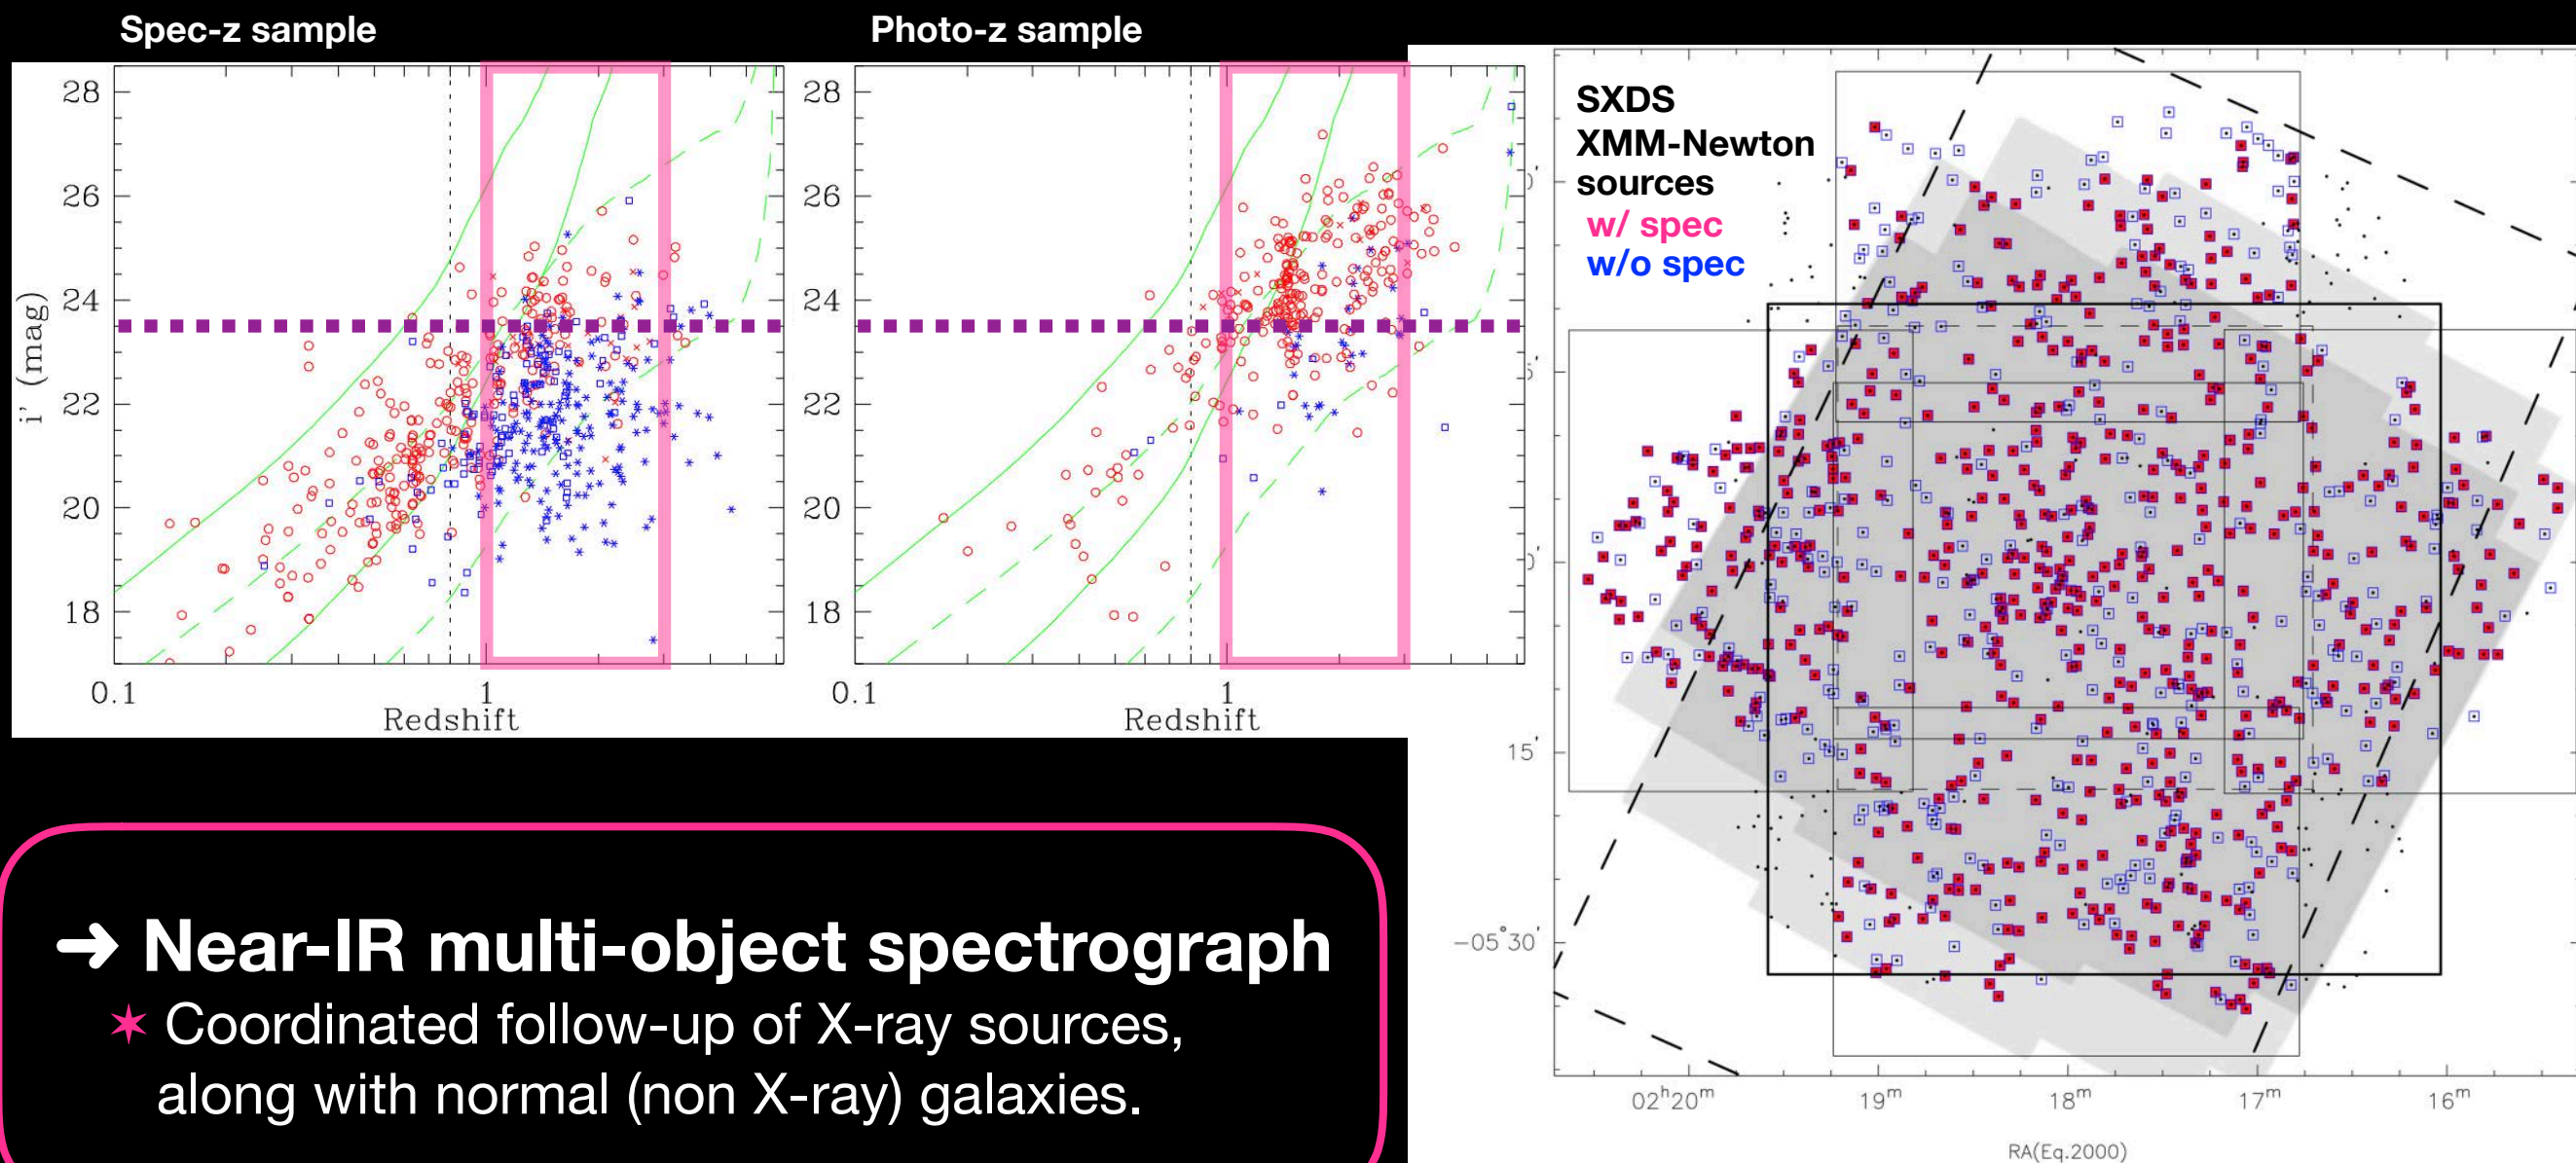 Spec-z sample
Photo-z sample
28
26
24
22
20
18
i' (mag)
0.1
1
Redshift
28
26
24
22
20
18
0.1
1
Redshift
SXDS
XMM-Newton
sources
w/ spec
w/o spec
0'
5'
0'
15'
−05°30'
02ʰ20ᵐ
19ᵐ
18ᵐ
17ᵐ
16ᵐ
RA(Eq.2000)
➜ Near-IR multi-object spectrograph
✶ Coordinated follow-up of X-ray sources,
along with normal (non X-ray) galaxies.